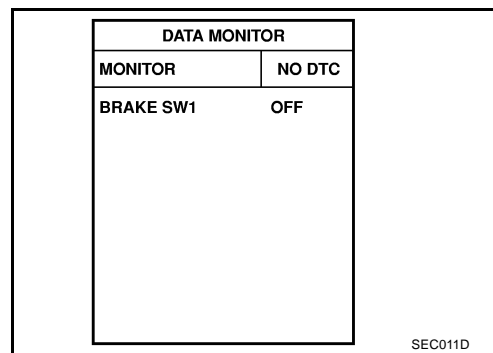 DATA MONITOR
MONITOR NO DTC
BRAKE SW1 OFF
SEC011D